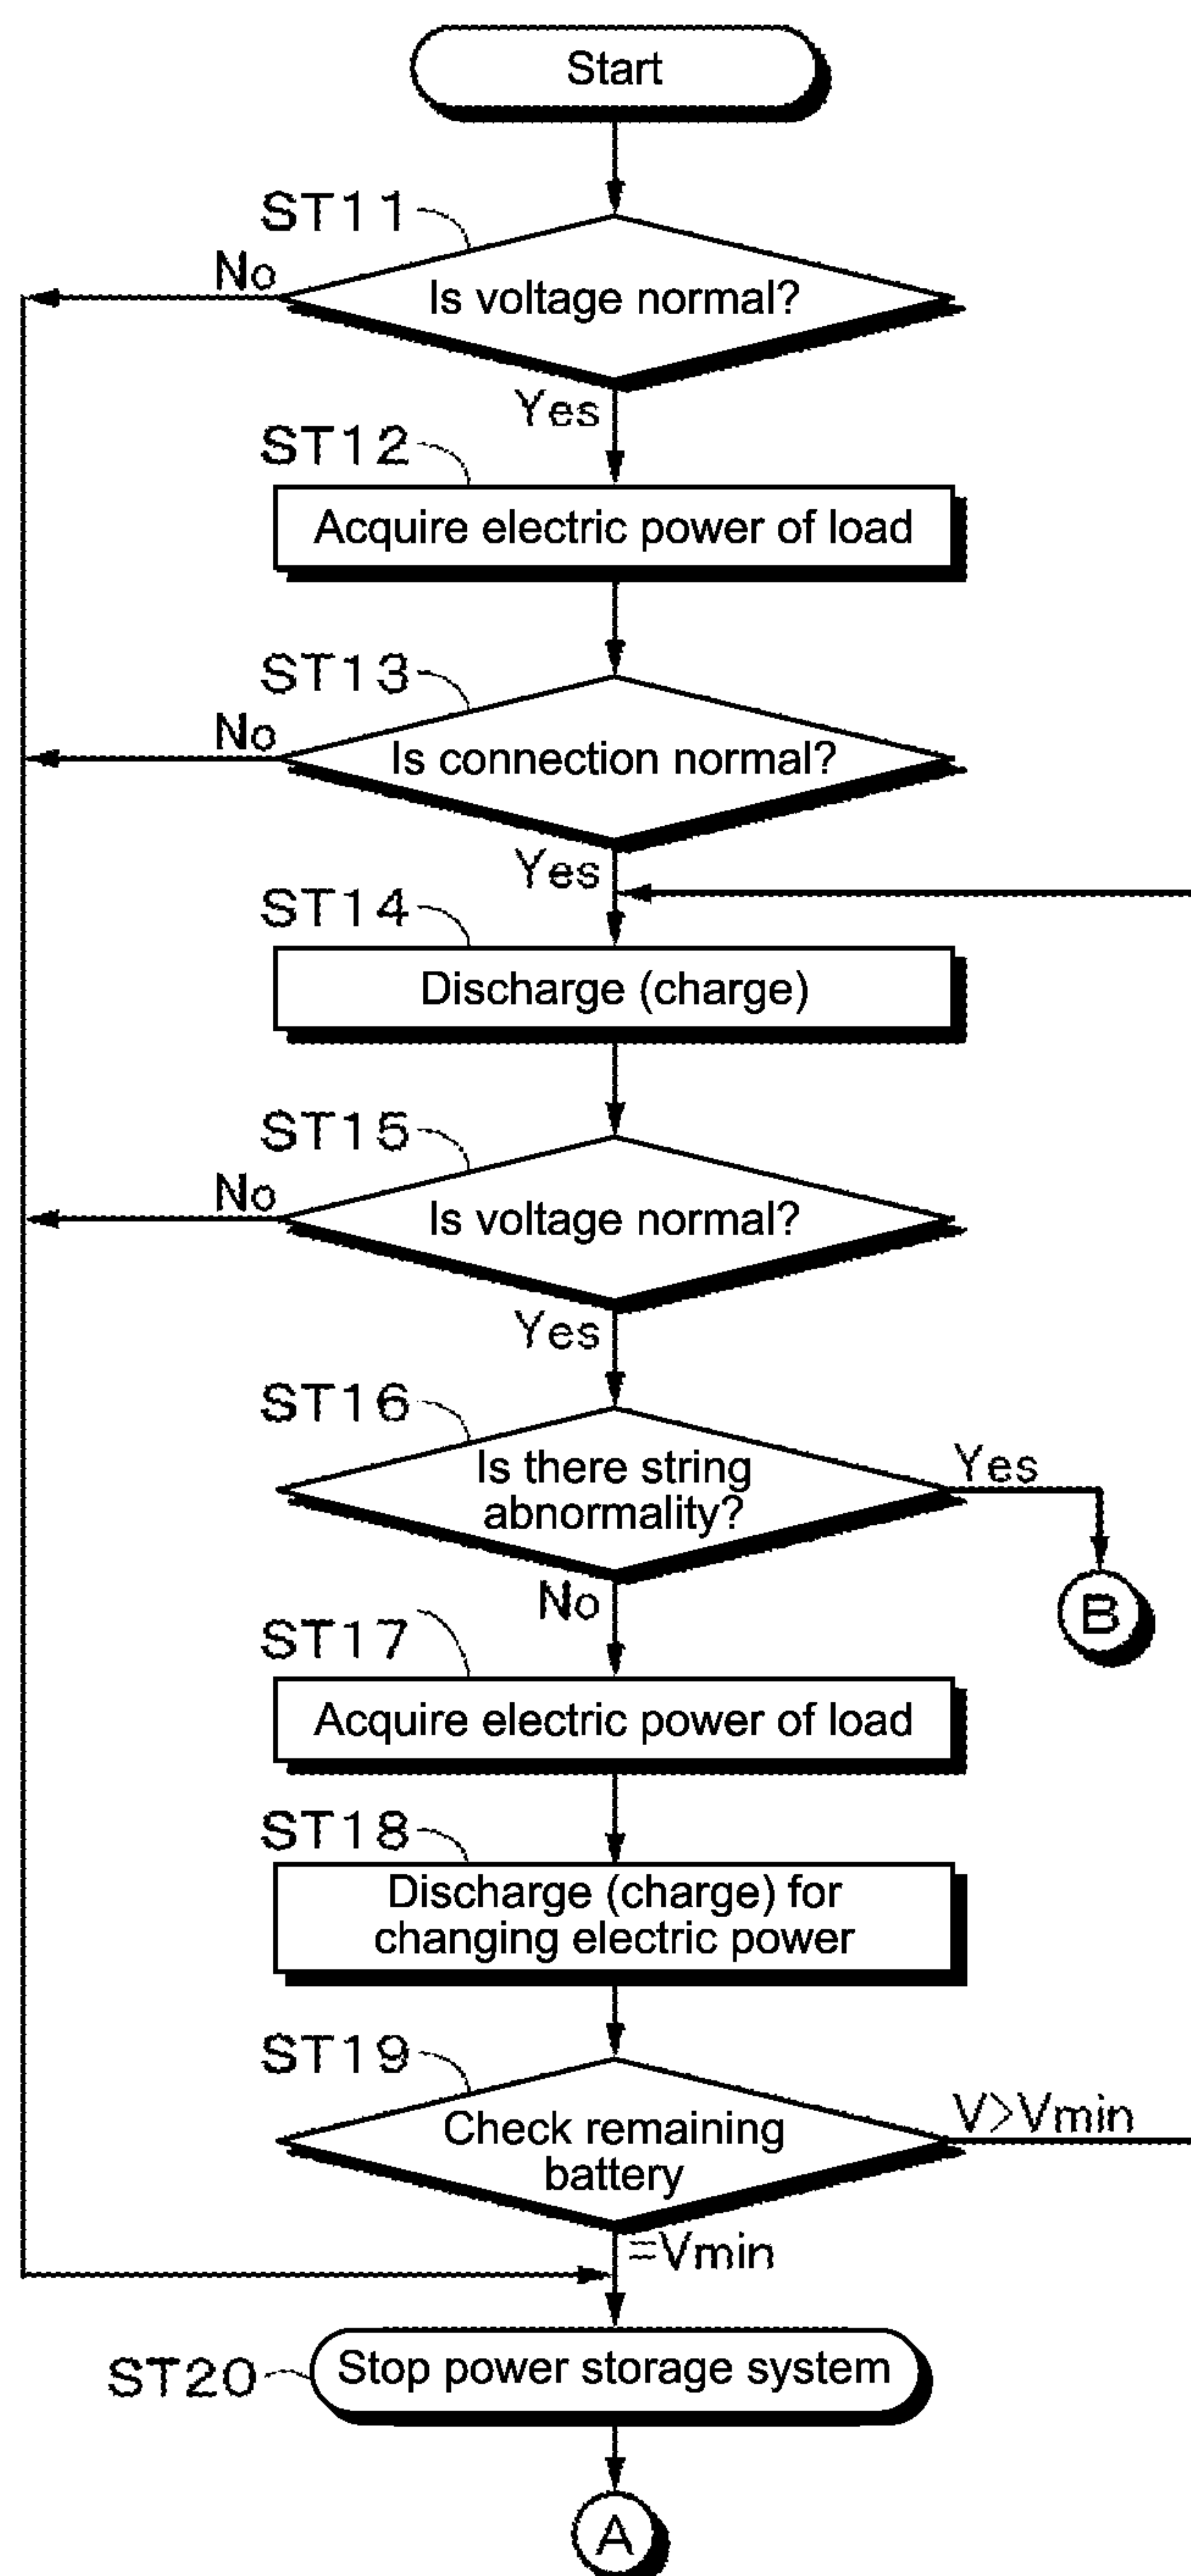 Start
ST11
No
Is voltage normal?
Yes
ST12
Acquire electric power of load
ST13
No
Is connection normal?
Yes
ST14
Discharge (charge)
ST15
No
Is voltage normal?
Yes
ST16
Is there string
abnormality?
Yes
B
No
ST17
Acquire electric power of load
ST18
Discharge (charge) for
changing electric power
ST19
Check remaining
battery
V>Vmin
=Vmin
ST20
Stop power storage system
A